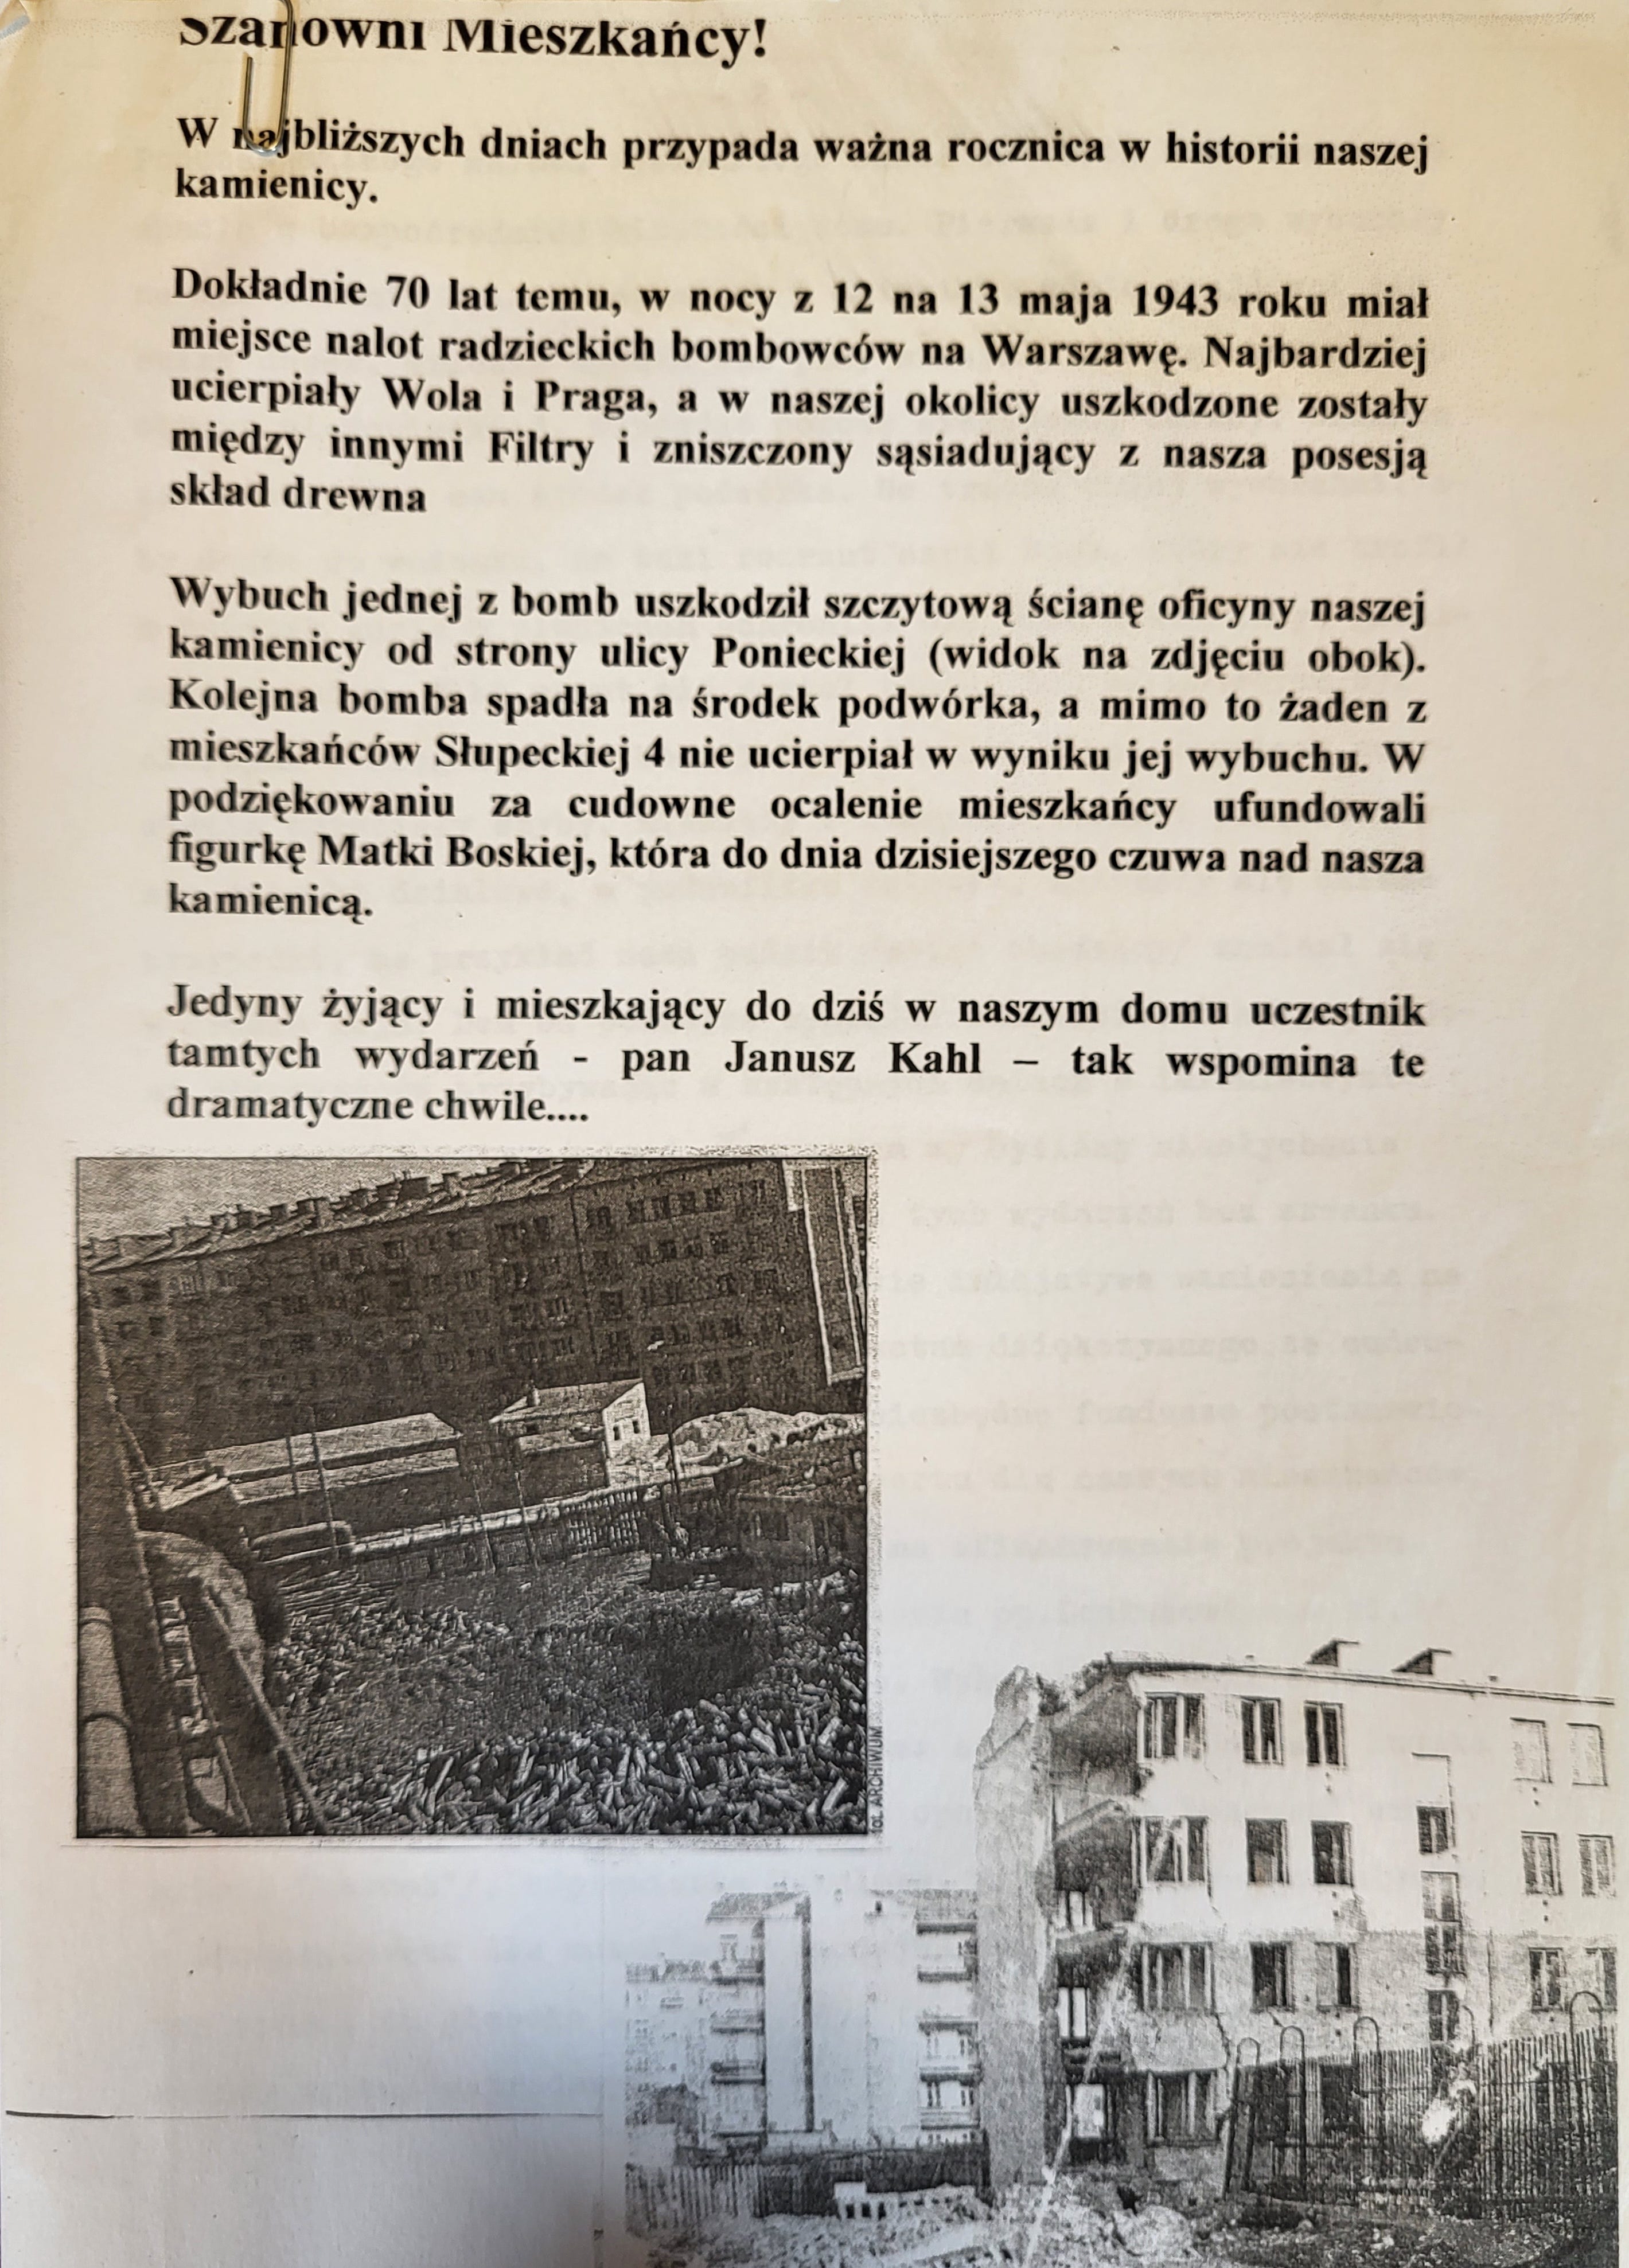 Szanowni Mieszkańcy!
W najbliższych dniach przypada ważna rocznica w historii naszej
kamienicy.
Dokładnie 70 lat temu, w nocy z 12 na 13 maja 1943 roku miał
miejsce nalot radzieckich bombowców na Warszawę. Najbardziej
ucierpiały Wola i Praga, a w naszej okolicy uszkodzone zostały
między innymi Filtry i zniszczony sąsiadujący z nasza posesją
skład drewna
Wybuch jednej z bomb uszkodził szczytową ścianę oficyny naszej
kamienicy od strony ulicy Ponieckiej (widok na zdjęciu obok).
Kolejna bomba spadła na środek podwórka, a mimo to żaden z
mieszkańców Słupeckiej 4 nie ucierpiał w wyniku jej wybuchu. W
podziękowaniu za cudowne ocalenie mieszkańcy ufundowali
figurkę Matki Boskiej, która do dnia dzisiejszego czuwa nad nasza
kamienicą.
Jedyny żyjący i mieszkający do dziś w naszym domu uczestnik
tamtych wydarzeń - pan Janusz Kahl – tak wspomina te
dramatyczne chwile....
fot. ARCHIWUM